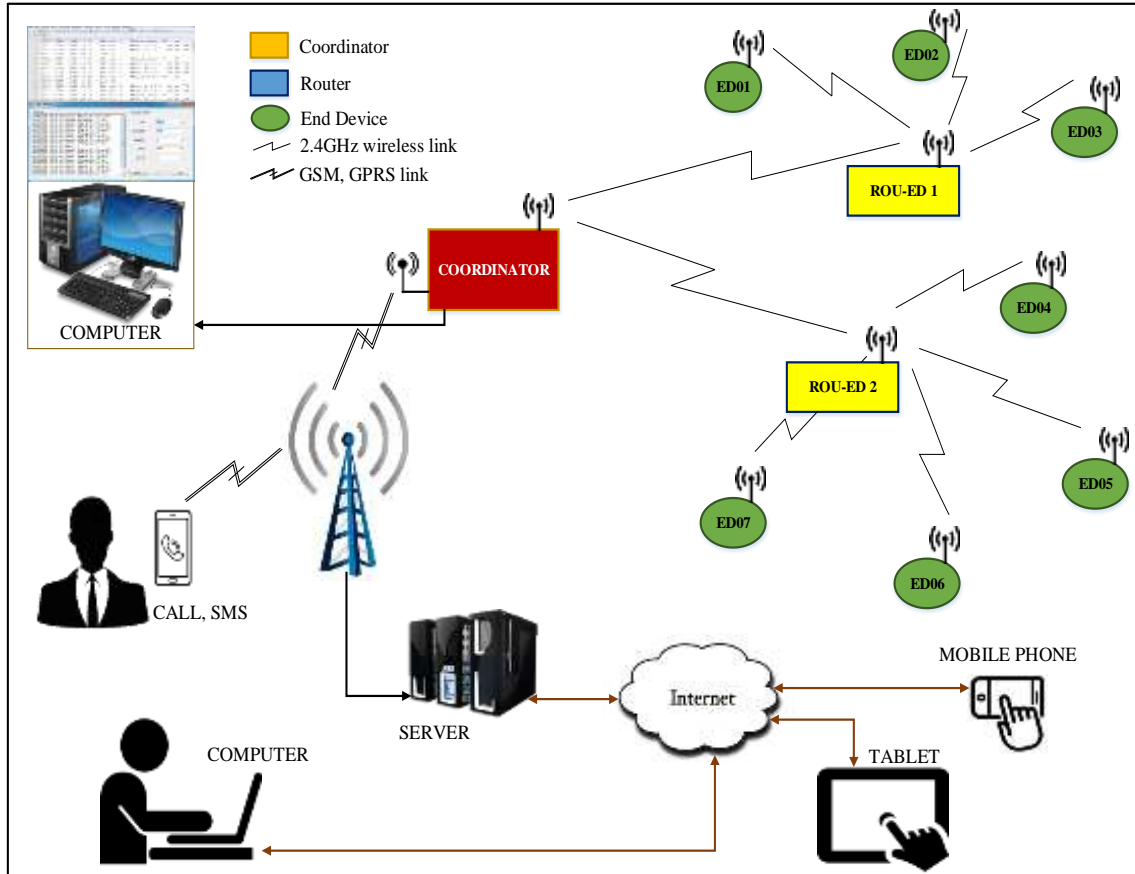 Coordinator
Router
End Device
2.4GHz wireless link
GSM, GPRS link
ED01
ED02
ED03
ROU-ED 1
COORDINATOR
COMPUTER
ED04
ROU-ED 2
ED05
ED07
ED06
CALL, SMS
SERVER
Internet
MOBILE PHONE
COMPUTER
TABLET